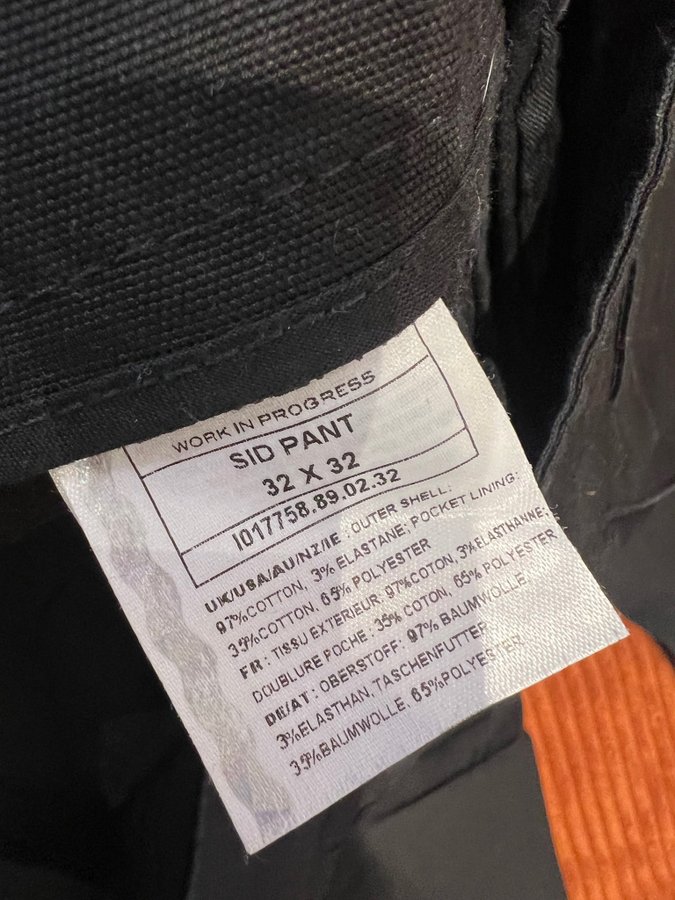 WORK IN PROGRESS
SID PANT
32 X 32
I017758.89.02.32
UK/USA/AU/NZ/IE : OUTER SHELL:
97%COTTON, 3% ELASTANE; POCKET LINING:
35%COTTON, 65% POLYESTER
FR : TISSU EXTERIEUR: 97%COTON, 3%ELASTHANNE;
DOUBLURE POCHE : 35% COTON, 65% POLYESTER
DE/AT : OBERSTOFF: 97% BAUMWOLLE,
3%ELASTHAN, TASCHENFUTTER
35%BAUMWOLLE, 65%POLYESTER